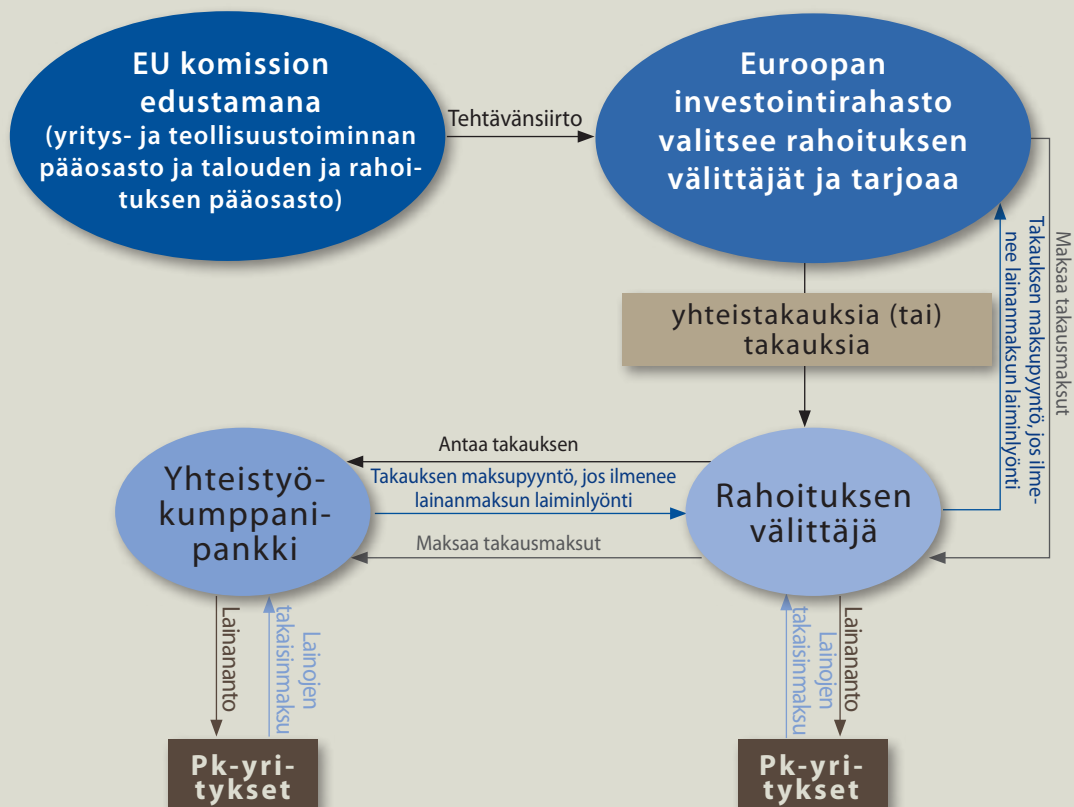 EU komission
edustamana
(yritys- ja teollisuustoiminnan
pääosasto ja talouden ja rahoi-
tuksen pääosasto)
Tehtävänsiirto
Euroopan
investointirahasto
valitsee rahoituksen
välittäjät ja tarjoaa
yhteistakauksia (tai)
takauksia
Takauksen maksupyyntö, jos ilme-
nee lainanmaksun laiminlyönti
Maksaa takausmaksut
Yhteistyö-
kumppani-
pankki
Antaa takauksen
Takauksen maksupyyntö, jos ilmenee
lainanmaksun laiminlyönti
Maksaa takausmaksut
Rahoituksen
välittäjä
Lainananto
Lainojen
takaisinmaksu
Lainojen
takaisinmaksu
Lainananto
Pk-yri-
tykset
Pk-yri-
tykset